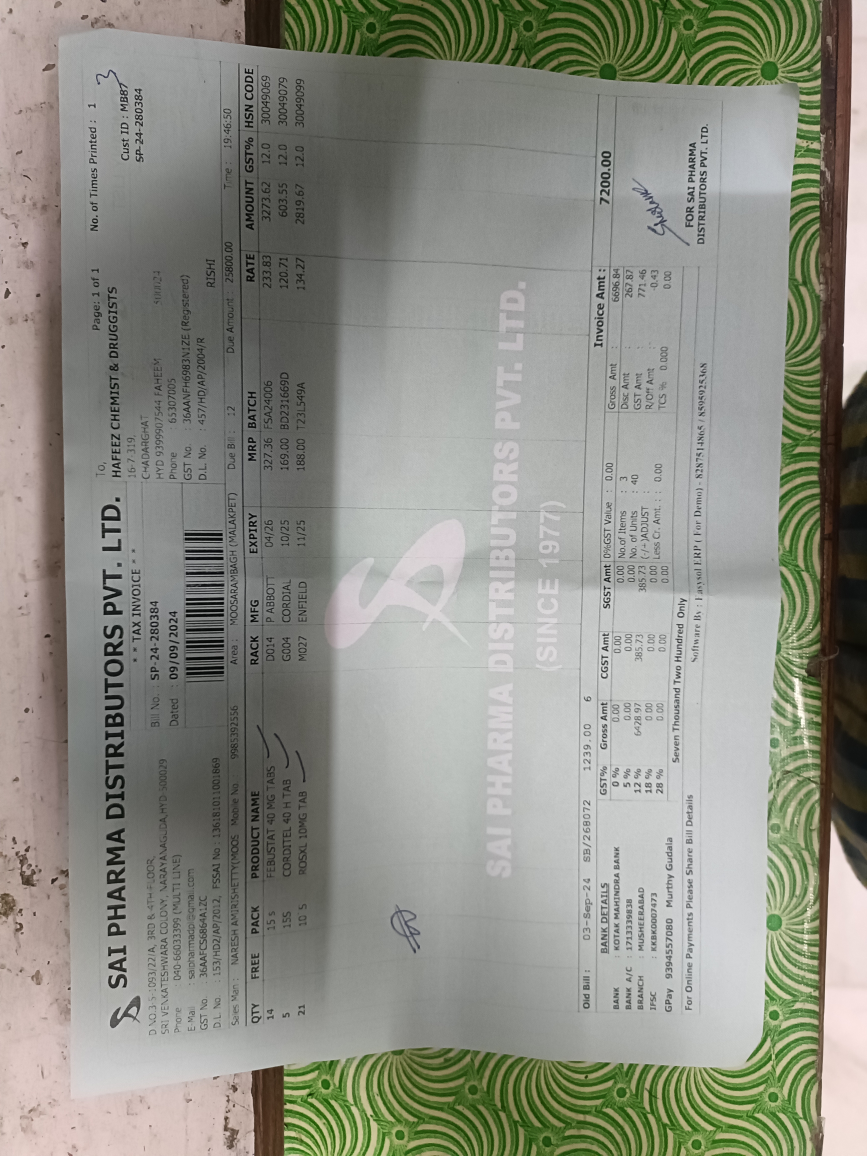 SAI PHARMA DISTRIBUTORS PVT. LTD.
* * TAX INVOICE * *
D.NO.3-5-1093/22/A, 3RD & 4TH FLOOR,
SRI VENKATESHWARA COLONY, NARAYANAGUDA,HYD-500029
Phone : 040-66033399 (MULTI LINE)
E-Mail : saipharmadpl@gmail.com
GST No. : 36AAFCS6864A1ZC
D.L. No. : 153/HD2/AP/2012, FSSAI No : 136181011001869
Bill No. : SP-24-280384
Dated : 09/09/2024
Page: 1 of 1 No. of Times Printed : 1
To,
HAFEEZ CHEMIST & DRUGGISTS
16-7-319,
CHADARGHAT
HYD 9399907544 FAHEEM 500024
Phone : 65307005
GST No. : 36AANFH6983N1ZE (Registered)
D.L. No. : 457/HD/AP/2004/R
RISHI
Cust ID : MB87
SP-24-280384
3
Sales Man : NARESH AMIRISHETTY(MOOS Mobile No. 9985392556 Area : MOOSARAMBAGH (MALAKPET) Due Bill : 12 Due Amount : 25800.00 Time : 19:46:50
QTY FREE PACK PRODUCT NAME RACK MFG EXPIRY MRP BATCH RATE AMOUNT GST% HSN CODE
14 15 S FEBUSTAT 40 MG TABS D014 P ABBOTT 04/26 327.36 FSA24006 233.83 3273.62 12.0 30049069
5 15S CORDITEL 40 H TAB G004 CORDIAL 10/25 169.00 BD231669D 120.71 603.55 12.0 30049079
21 10 S ROSXL 10MG TAB M027 ENFIELD 11/25 188.00 T23L549A 134.27 2819.67 12.0 30049099
SAI PHARMA DISTRIBUTORS PVT. LTD.
(SINCE 1977)
Old Bill : 03-Sep-24 SB/268072 1239.00 6
BANK DETAILS
BANK : KOTAK MAHINDRA BANK
BANK A/C : 1713339838
BRANCH : MUSHEERABAD
IFSC : KKBK0007473
GPay 9394557080 Murthy Gudala
For Online Payments Please Share Bill Details
GST% Gross Amt CGST Amt SGST Amt
0 % 0.00 0.00 0.00
5 % 0.00 0.00 0.00
12 % 6428.97 385.73 385.73
18 % 0.00 0.00 0.00
28 % 0.00 0.00 0.00
Seven Thousand Two Hundred Only
0%GST Value : 0.00
No.of Items : 3
No. of Units : 40
(-/+)ADJUST :
Less Cr. Amt. : 0.00
Invoice Amt : 7200.00
Gross Amt : 6696.84
Disc Amt : 267.87
GST Amt : 771.46
R/Off Amt : -0.43
TCS % 0.000 0.00
FOR SAI PHARMA
DISTRIBUTORS PVT. LTD.
Software By : Easysol ERP ( For Demo) - 8287514865 / 8595925368